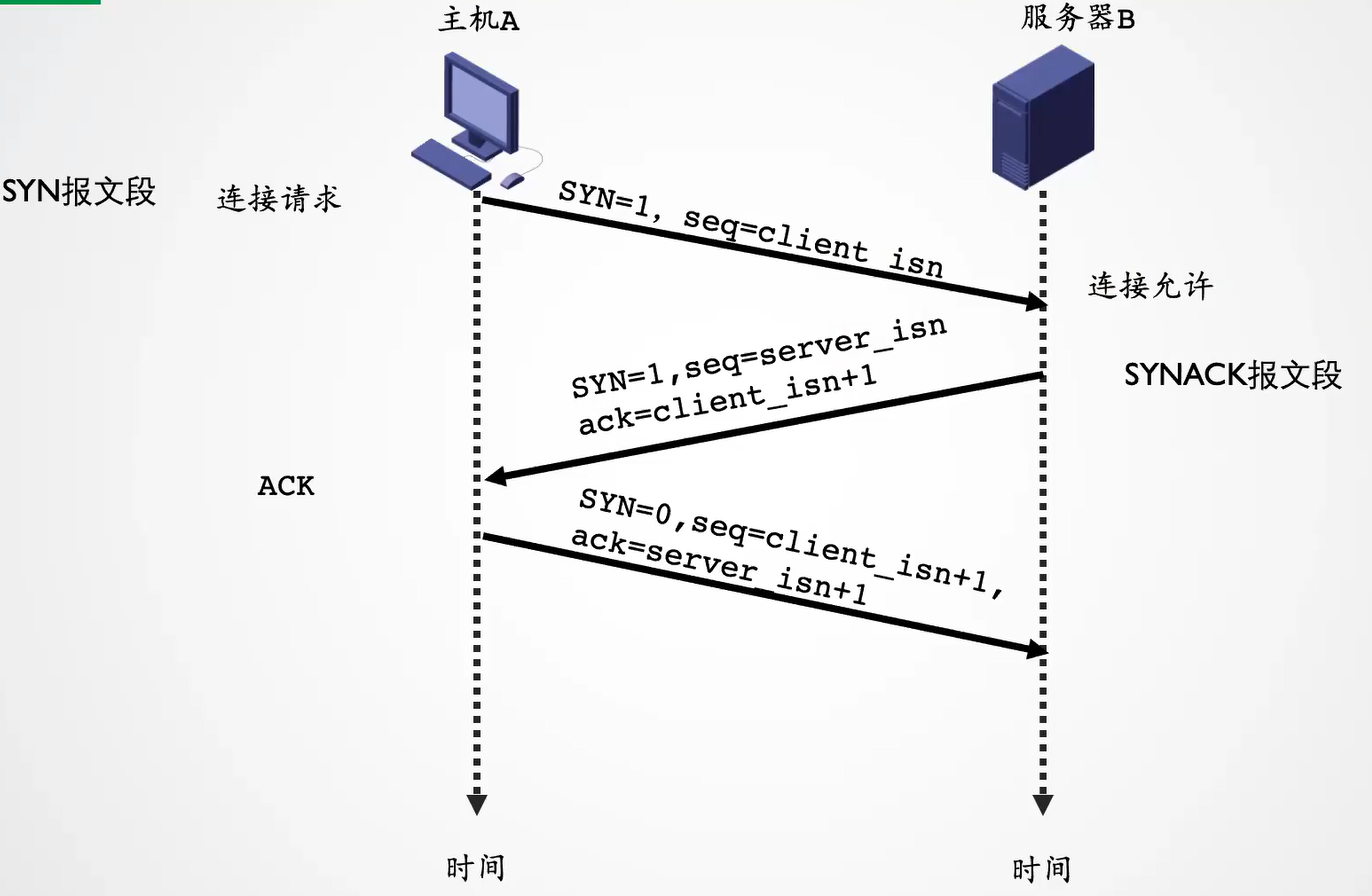 主机A
服务器B
SYN报文段
连接请求
SYN=1, seq=client isn
连接允许
SYN=1,seq=server_isn
ack=client_isn+1
SYNACK报文段
ACK
SYN=0,seq=client_isn+1,
ack=server_isn+1
时间
时间